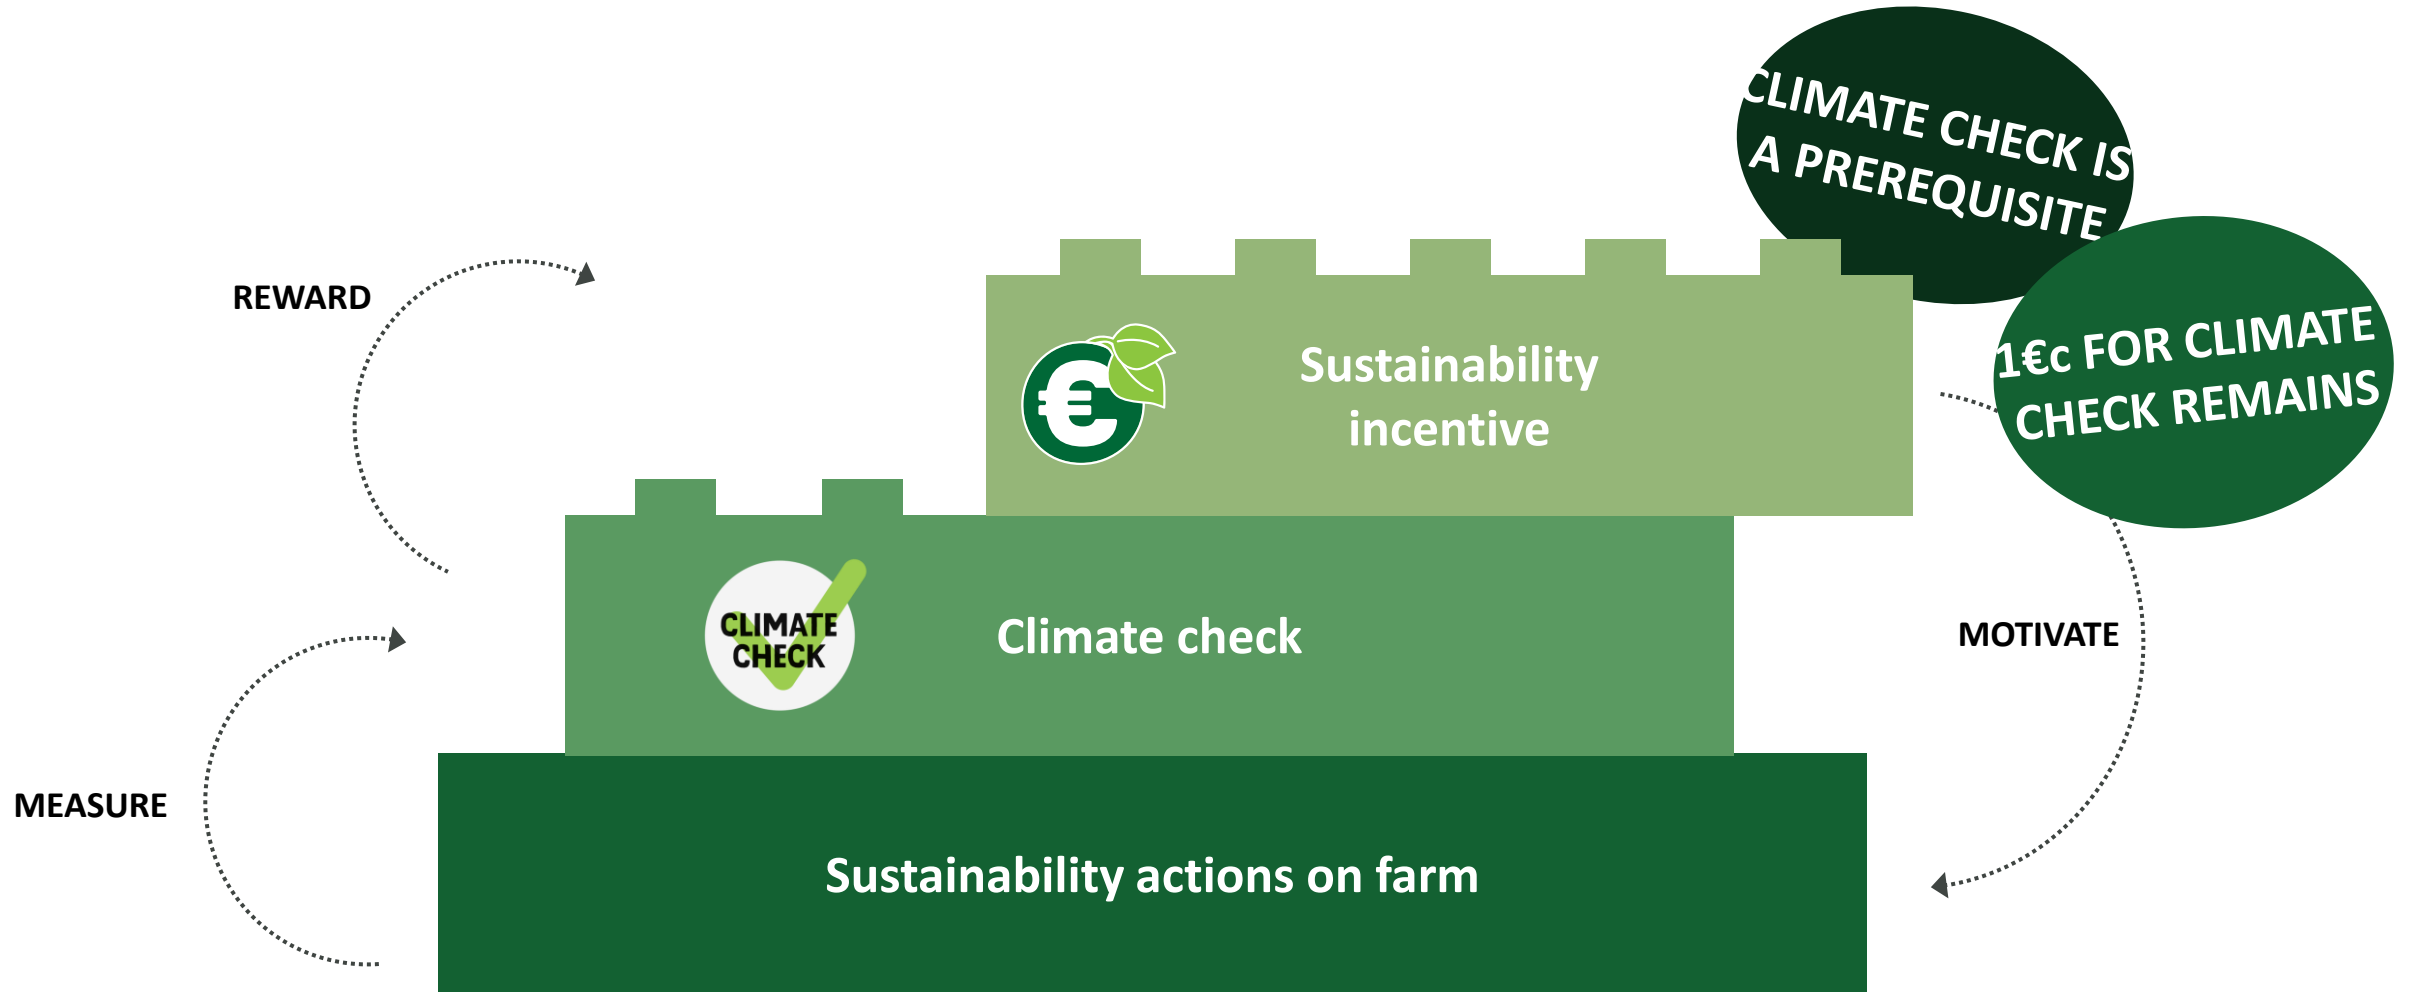 CLIMATE CHECK IS
A PREREQUISITE
REWARD
1€c FOR CLIMATE
CHECK REMAINS
€
Sustainability
incentive
CLIMATE
CHECK
Climate check
MOTIVATE
MEASURE
Sustainability actions on farm